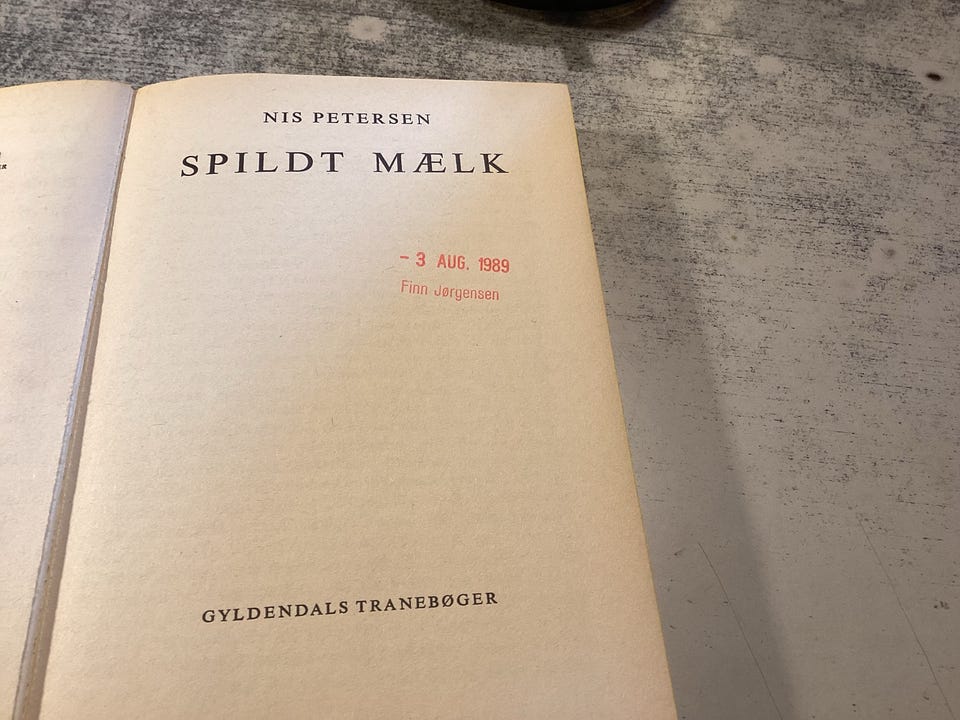 NIS PETERSEN
SPILDT MÆLK
- 3 AUG. 1989
Finn Jørgensen
GYLDENDALS TRANEBØGER